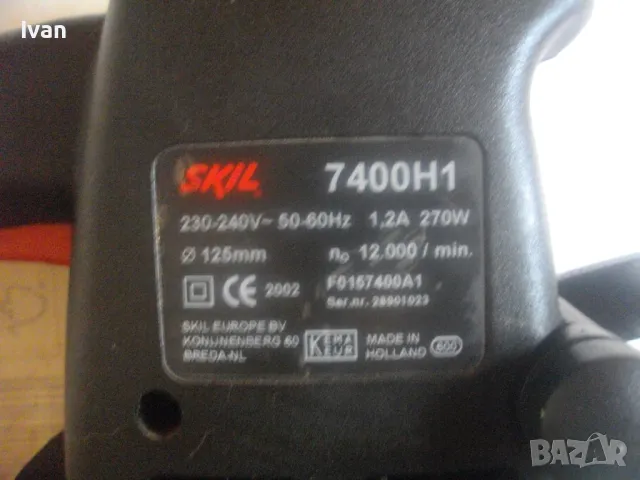 Ivan
SKIL 7400H1
230-240V~ 50-60Hz 1,2A 270W
Ø 125mm n₀ 12.000 / min.
CE 2002 F0157400A1
Ser.nr. 28901023
SKIL EUROPE BV
KONIJNENBERG 60
BREDA-NL
KEMA KEUR
MADE IN HOLLAND
BAZAR